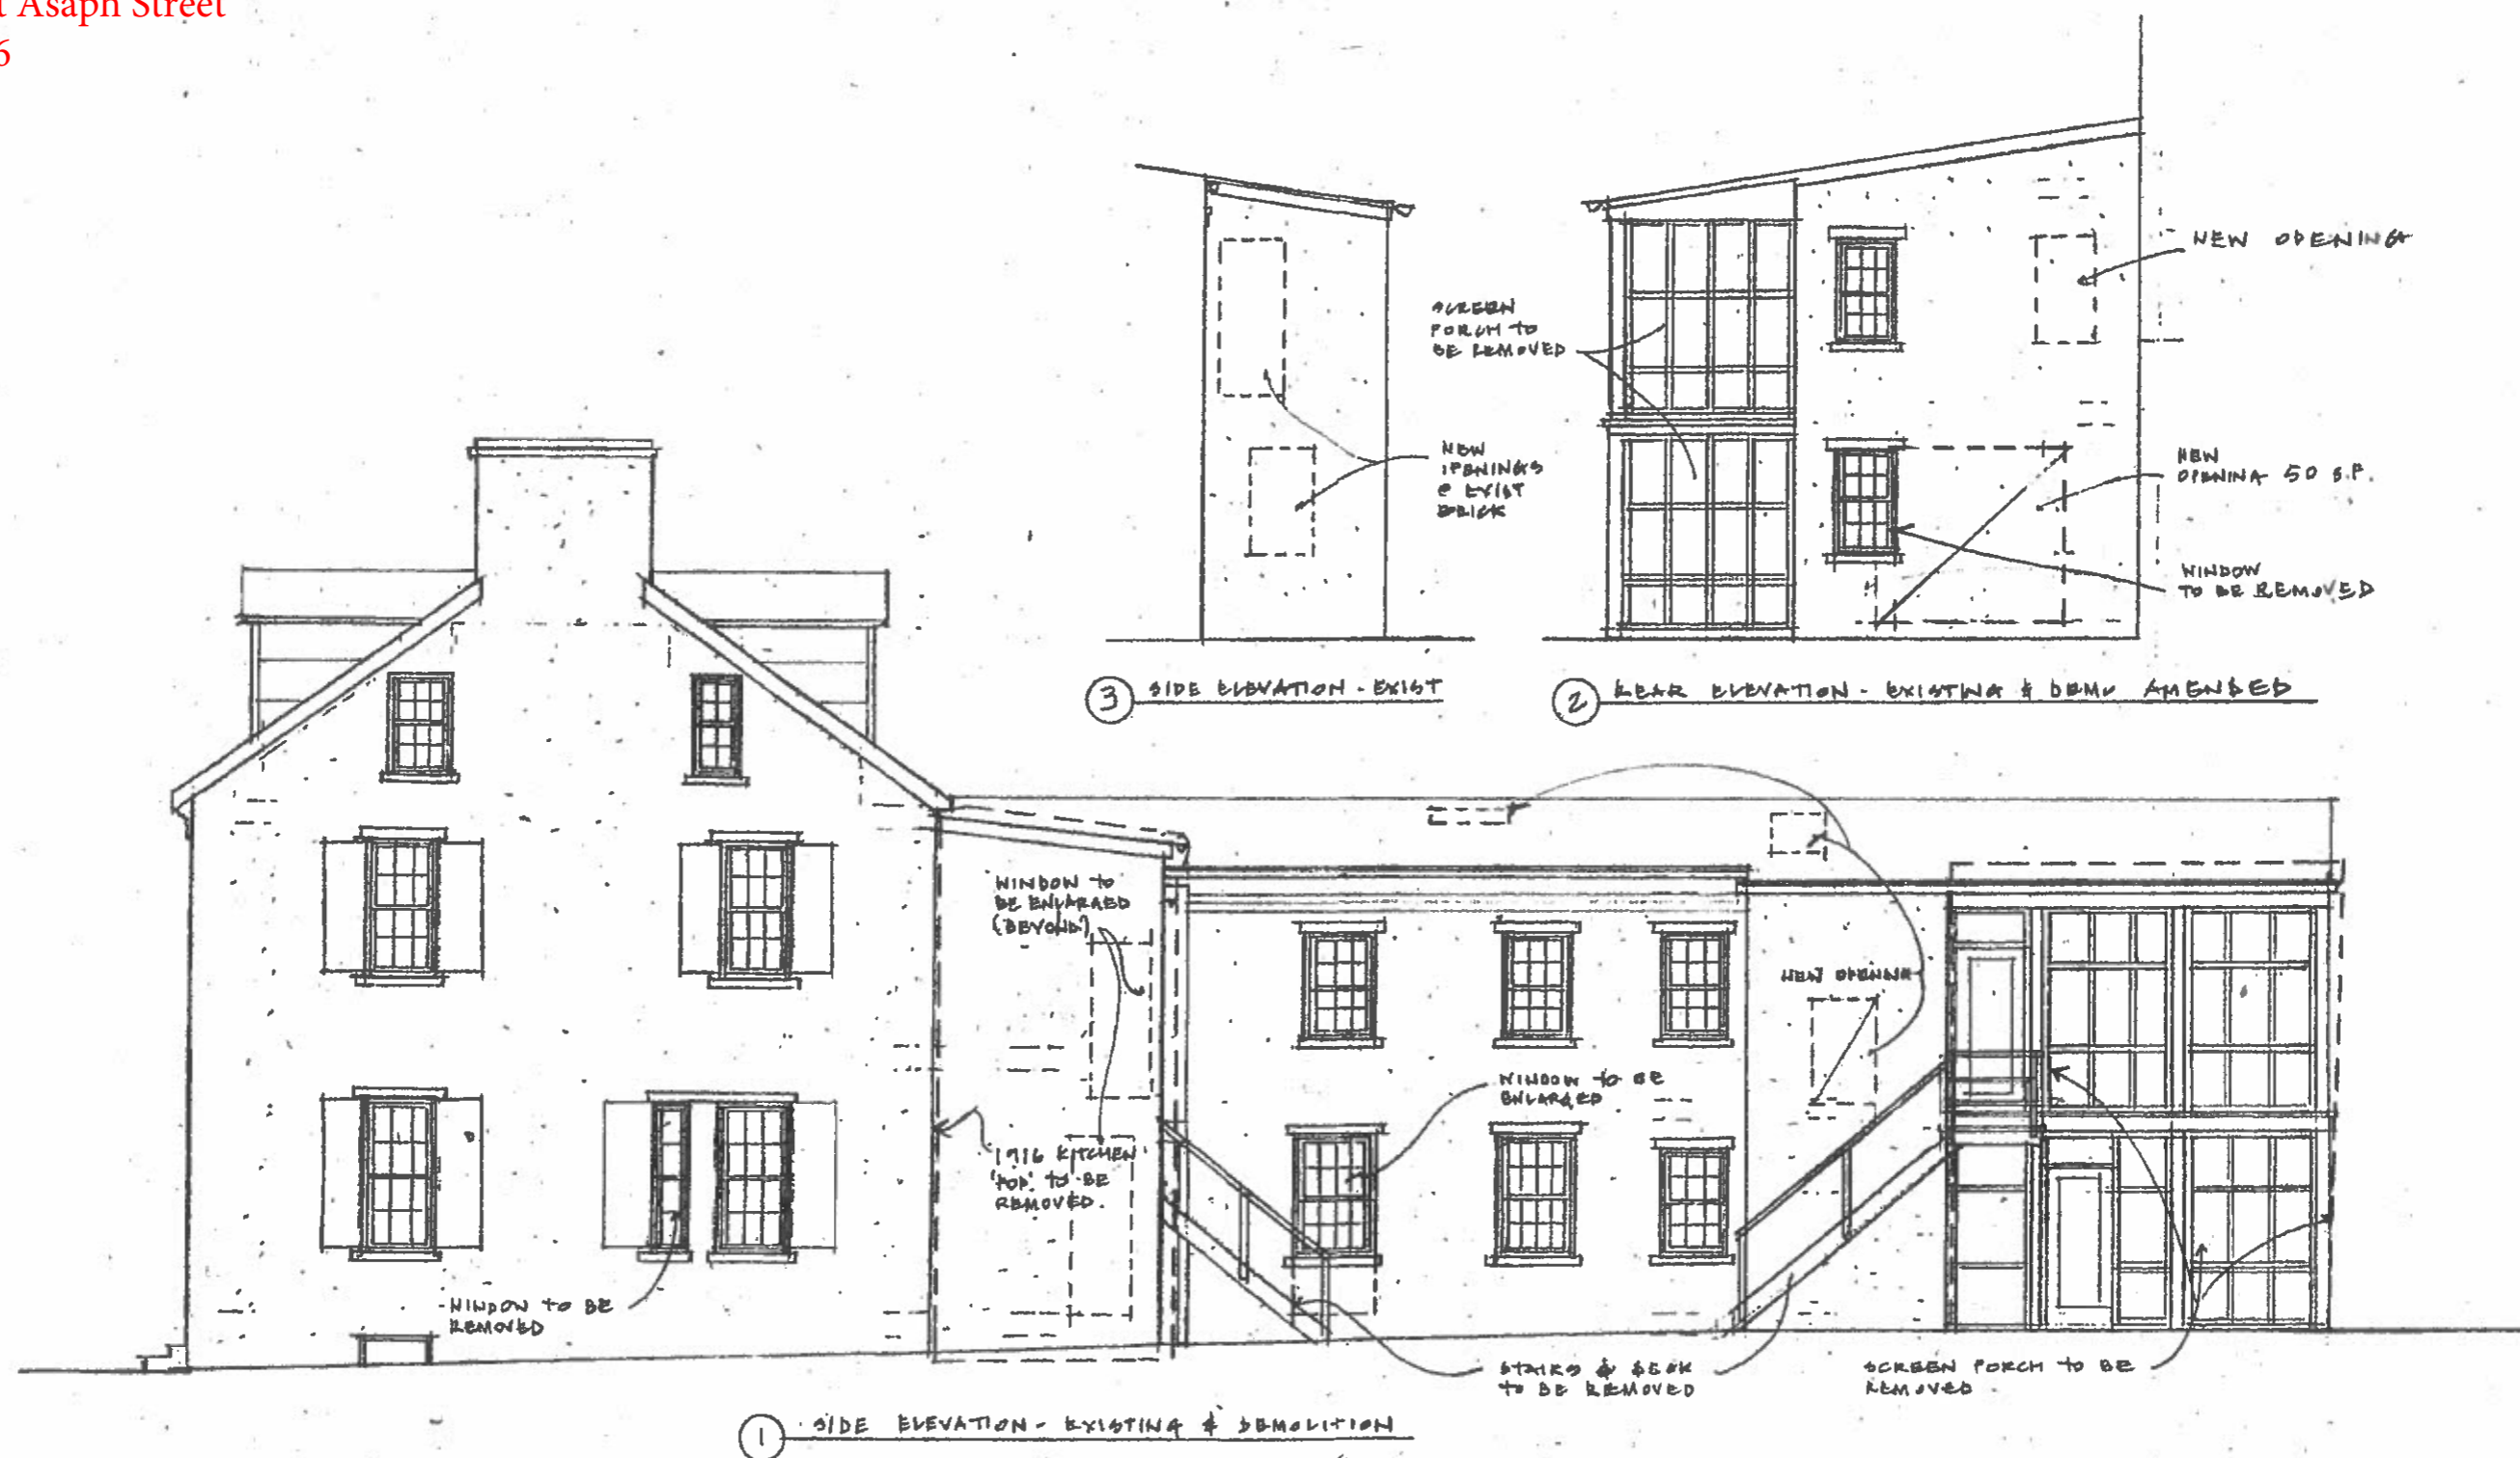 t Asaph Street
6
NEW OPENING
SCREEN
PORCH TO
BE REMOVED
NEW
OPENINGS
@ EXIST
BRICK
NEW
OPENING 50 S.F.
WINDOW
TO BE REMOVED
3 SIDE ELEVATION - EXIST
2 REAR ELEVATION - EXISTING & DEMO AMENDED
WINDOW TO
BE ENLARGED
(BEYOND)
NEW OPENING
WINDOW TO BE
ENLARGED
1916 KITCHEN
TO BE
REMOVED.
WINDOW TO BE
REMOVED
STAIRS & DECK
TO BE REMOVED
SCREEN PORCH TO BE
REMOVED
1 SIDE ELEVATION - EXISTING & DEMOLITION